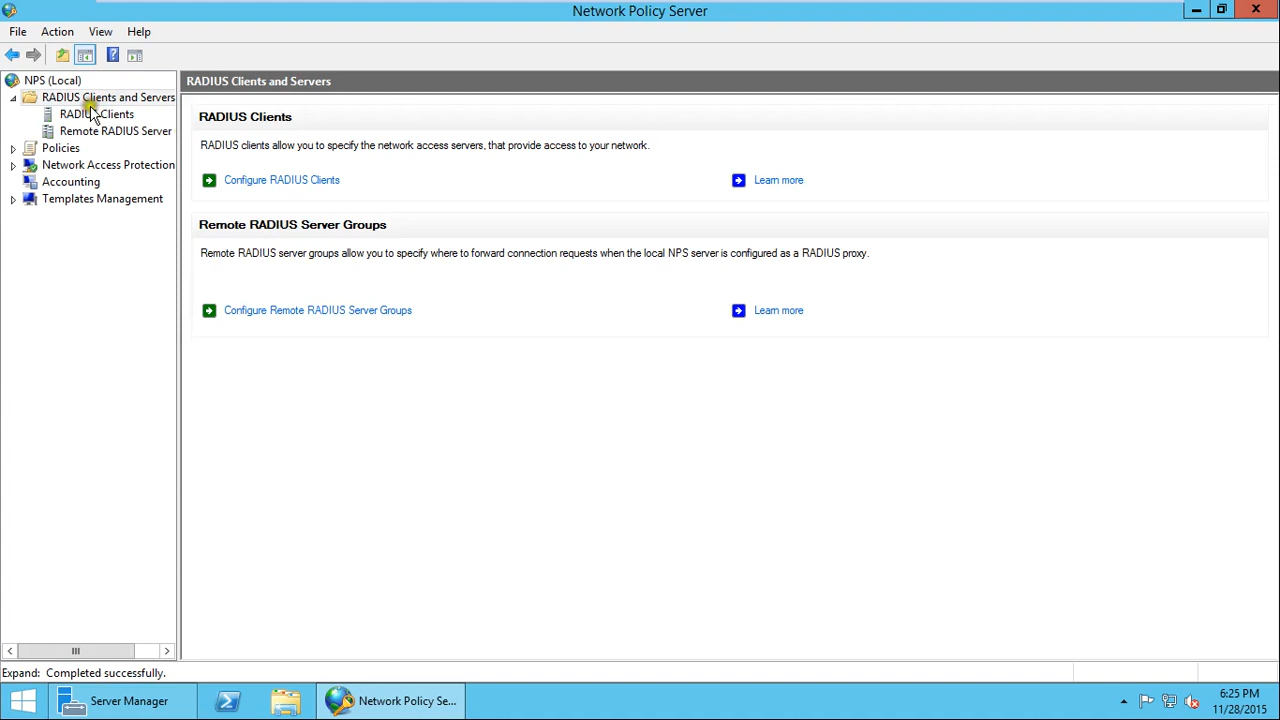 Network Policy Server
File Action View Help
NPS (Local)
RADIUS Clients and Servers
RADIUS Clients
Remote RADIUS Server
Policies
Network Access Protection
Accounting
Templates Management
RADIUS Clients and Servers
RADIUS Clients
RADIUS clients allow you to specify the network access servers, that provide access to your network.
Configure RADIUS Clients Learn more
Remote RADIUS Server Groups
Remote RADIUS server groups allow you to specify where to forward connection requests when the local NPS server is configured as a RADIUS proxy.
Configure Remote RADIUS Server Groups Learn more
Expand: Completed successfully.
Server Manager Network Policy Se...
6:25 PM
11/28/2015